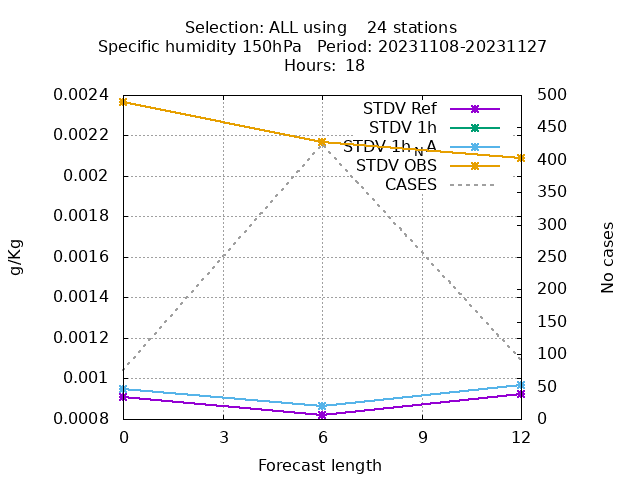 Selection: ALL using    24 stations
Specific humidity 150hPa   Period: 20231108-20231127
Hours: 18
0.0024
0.0022
0.002
0.0018
0.0016
0.0014
0.0012
0.001
0.0008
500
450
400
350
300
250
200
150
100
50
0
STDV Ref
STDV 1h
STDV 1h_NA
STDV OBS
CASES
g/Kg
No cases
0 3 6 9 12
Forecast length